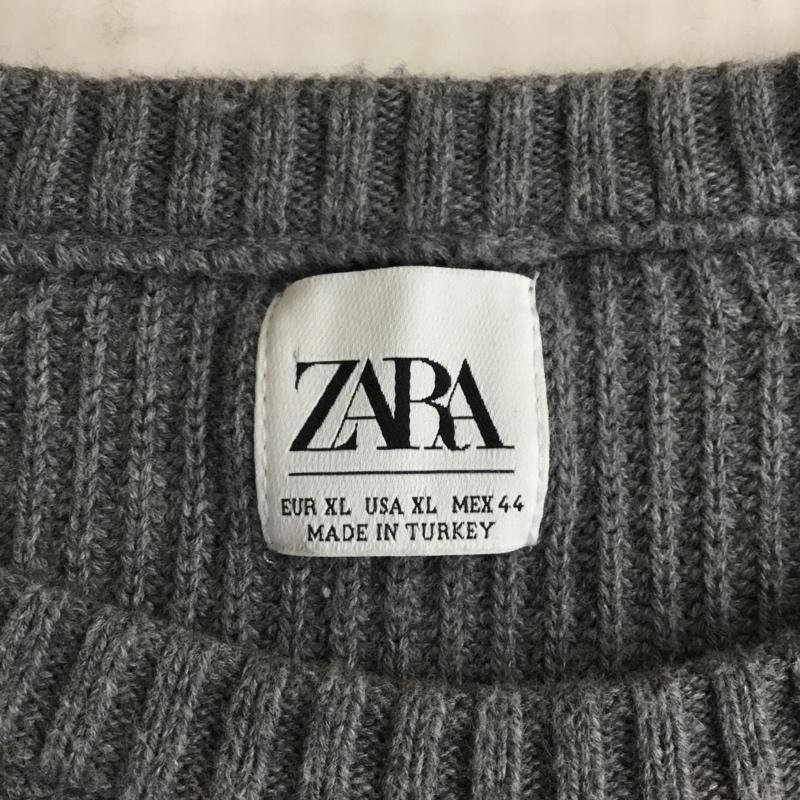 ZARA
EUR XL USA XL MEX 44
MADE IN TURKEY